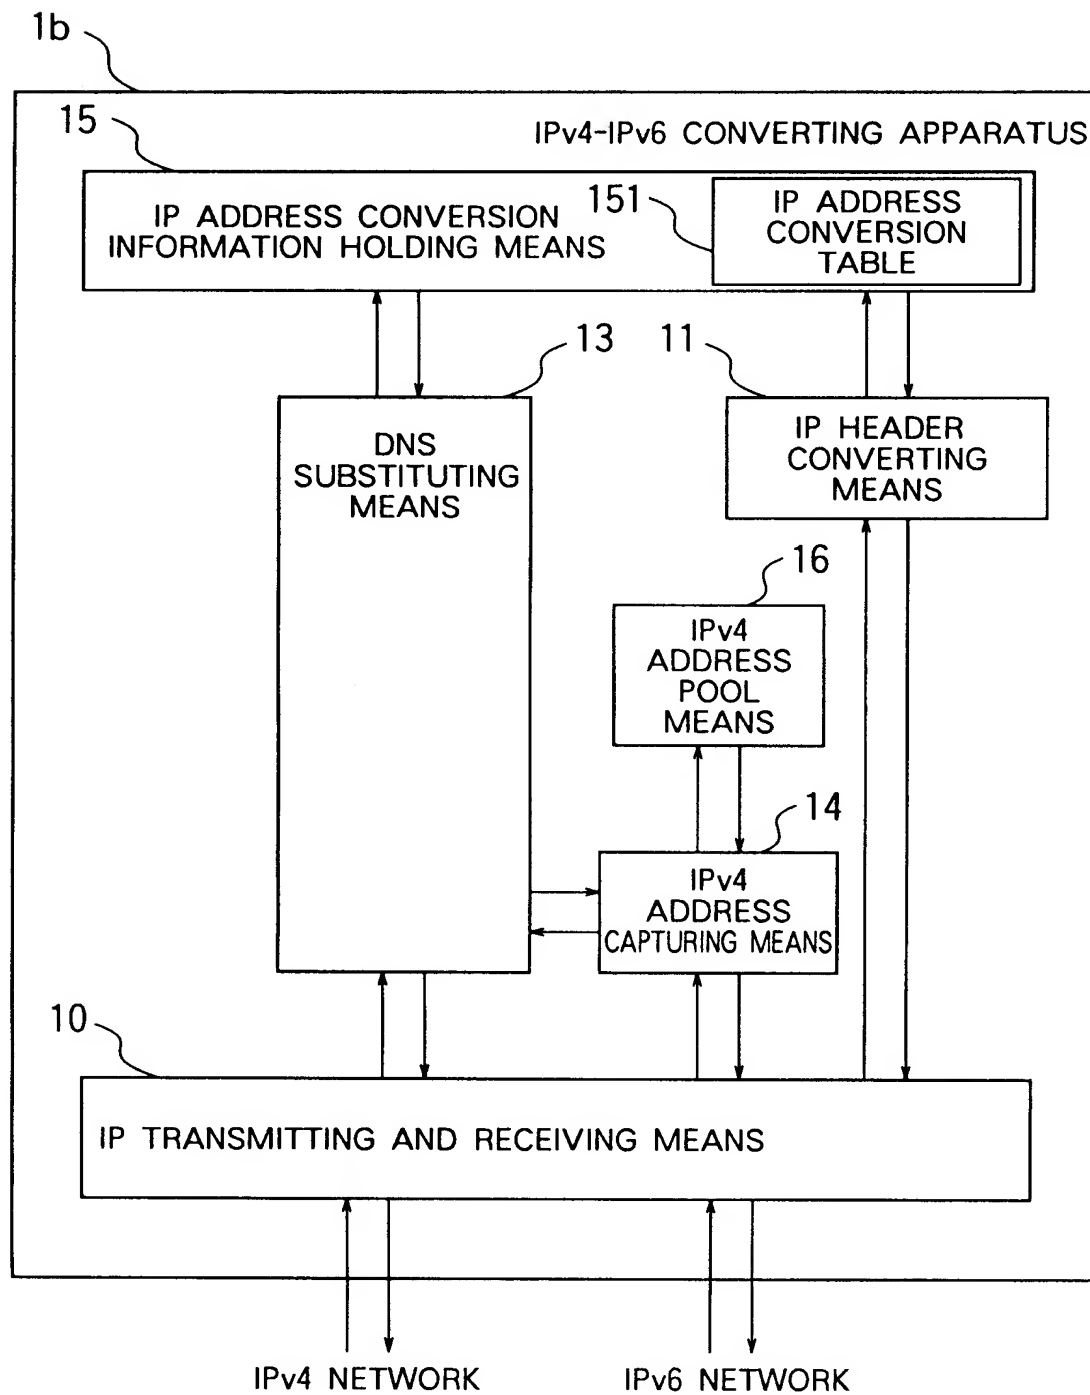 1b
15
IPv4-IPv6 CONVERTING APPARATUS
IP ADDRESS CONVERSION
INFORMATION HOLDING MEANS
151
IP ADDRESS
CONVERSION
TABLE
13
11
DNS
SUBSTITUTING
MEANS
IP HEADER
CONVERTING
MEANS
16
IPv4
ADDRESS
POOL
MEANS
14
IPv4
ADDRESS
CAPTURING MEANS
10
IP TRANSMITTING AND RECEIVING MEANS
IPv4 NETWORK
IPv6 NETWORK